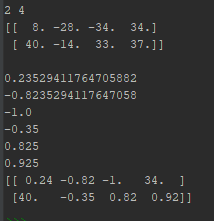 2 4
[[  8. -28. -34.  34.]
 [ 40. -14.  33.  37.]]
0.23529411764705882
-0.8235294117647058
-1.0
-0.35
0.825
0.925
[[ 0.24 -0.82 -1.   34.  ]
 [40.   -0.35  0.82  0.92]]
>>>